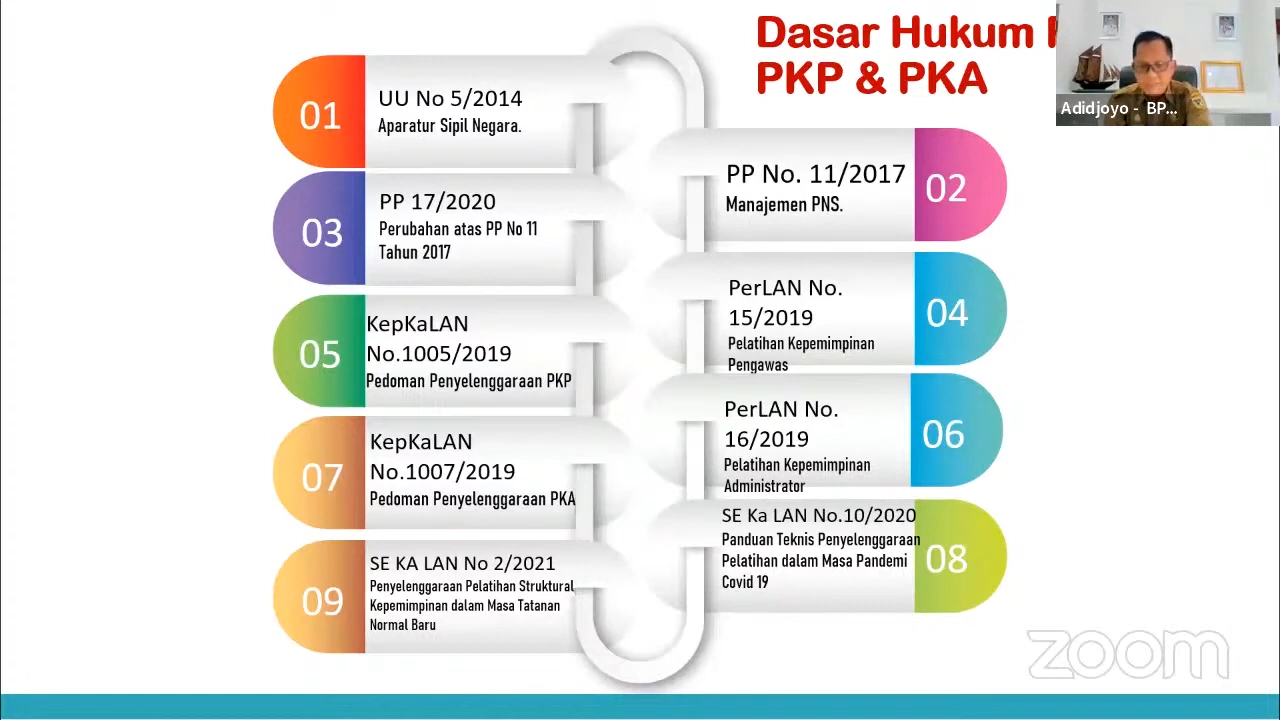 Dasar Hukum
PKP & PKA
Adidjoyo - BP...
01
UU No 5/2014
Aparatur Sipil Negara.
PP No. 11/2017
Manajemen PNS.
02
03
PP 17/2020
Perubahan atas PP No 11
Tahun 2017
PerLAN No.
15/2019
Pelatihan Kepemimpinan
Pengawas
04
05
KepKaLAN
No.1005/2019
Pedoman Penyelenggaraan PKP
PerLAN No.
16/2019
Pelatihan Kepemimpinan
Administrator
06
07
KepKaLAN
No.1007/2019
Pedoman Penyelenggaraan PKA
SE Ka LAN No.10/2020
Panduan Teknis Penyelenggaraan
Pelatihan dalam Masa Pandemi
Covid 19
08
09
SE KA LAN No 2/2021
Penyelenggaraan Pelatihan Struktural
Kepemimpinan dalam Masa Tatanan
Normal Baru
zoom